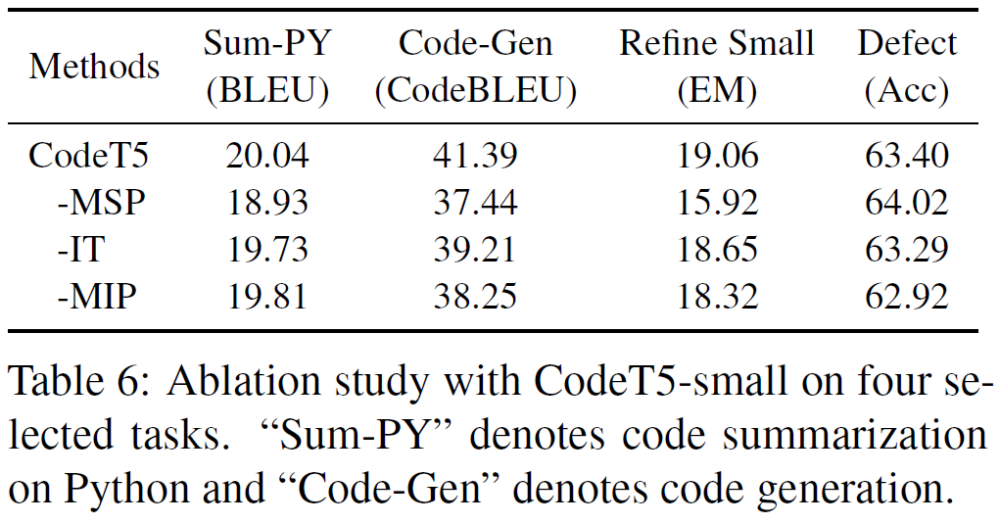 Methods Sum-PY (BLEU) Code-Gen (CodeBLEU) Refine Small (EM) Defect (Acc)
CodeT5 20.04 41.39 19.06 63.40
-MSP 18.93 37.44 15.92 64.02
-IT 19.73 39.21 18.65 63.29
-MIP 19.81 38.25 18.32 62.92
Table 6: Ablation study with CodeT5-small on four se-
lected tasks. “Sum-PY” denotes code summarization
on Python and “Code-Gen” denotes code generation.